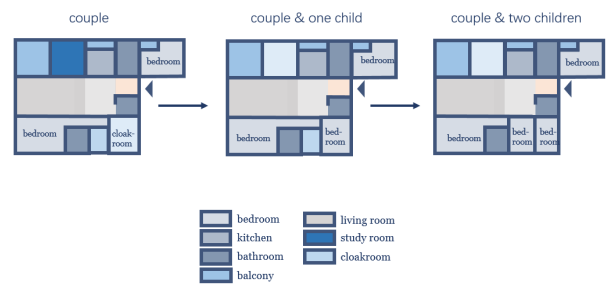 couple
couple & one child
couple & two children
bedroom
bedroom
bedroom
bedroom
cloak-
room
bedroom
bed-
room
bedroom
bed-
room
bed-
room
bedroom
living room
kitchen
study room
bathroom
cloakroom
balcony